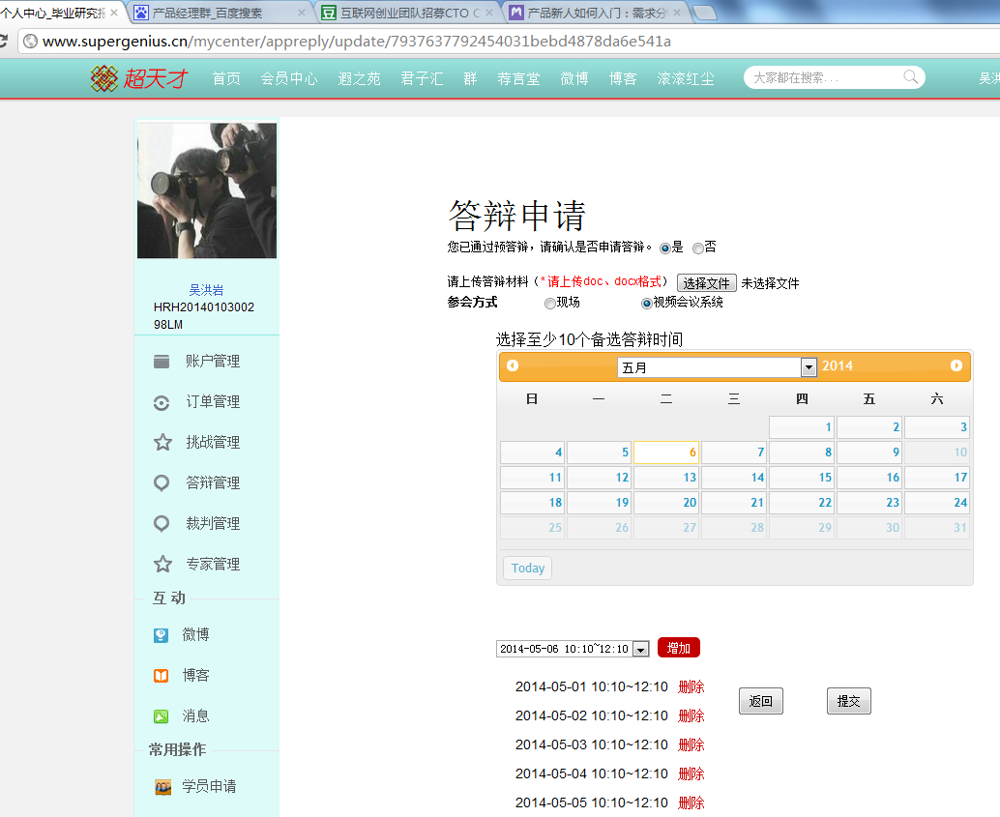 个人中心_毕业研究报
产品经理群_百度搜索
互联网创业团队招募CTO C
产品新人如何入门：需求分
www.supergenius.cn/mycenter/appreply/update/7937637792454031bebd4878da6e541a
超天才 首页 会员中心 遐之苑 君子汇 群 荐言堂 微博 博客 滚滚红尘 大家都在搜索... 吴洪
吴洪岩
HRH20140103002
98LM
账户管理
订单管理
挑战管理
答辩管理
裁判管理
专家管理
互 动
微博
博客
消息
常用操作
学员申请
答辩申请
您已通过预答辩，请确认是否申请答辩。 是 否
请上传答辩材料（*请上传doc、docx格式） 选择文件 未选择文件
参会方式 现场 视频会议系统
选择至少10个备选答辩时间
五月 2014
日 一 二 三 四 五 六
1 2 3
4 5 6 7 8 9 10
11 12 13 14 15 16 17
18 19 20 21 22 23 24
25 26 27 28 29 30 31
Today
2014-05-06 10:10~12:10 增加
2014-05-01 10:10~12:10 删除
2014-05-02 10:10~12:10 删除
2014-05-03 10:10~12:10 删除
2014-05-04 10:10~12:10 删除
2014-05-05 10:10~12:10 删除
返回 提交